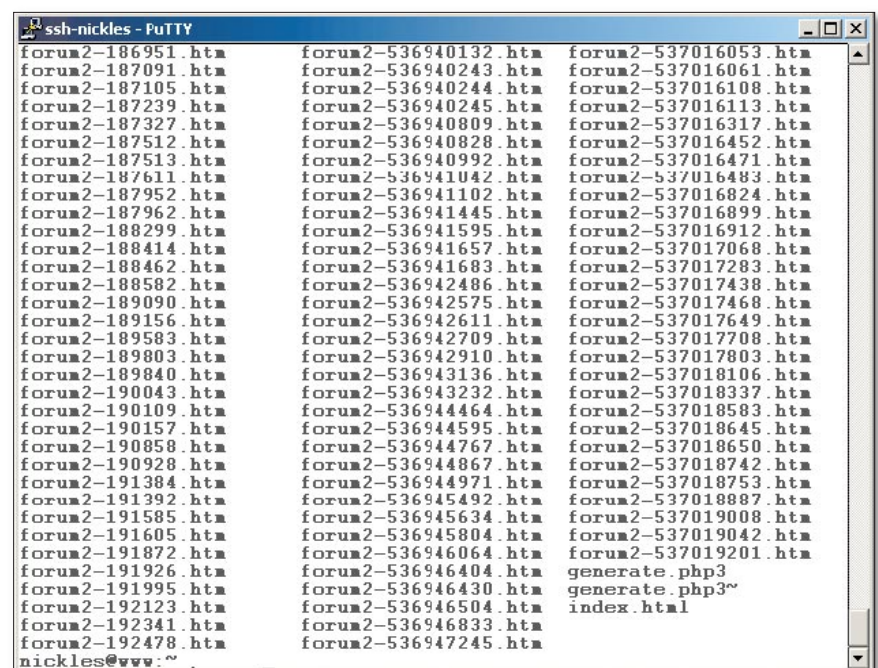 ssh-nickles - PuTTY
forum2-186951.htm forum2-536940132.htm forum2-537016053.htm
forum2-187091.htm forum2-536940243.htm forum2-537016061.htm
forum2-187105.htm forum2-536940244.htm forum2-537016108.htm
forum2-187239.htm forum2-536940245.htm forum2-537016113.htm
forum2-187327.htm forum2-536940809.htm forum2-537016317.htm
forum2-187512.htm forum2-536940828.htm forum2-537016452.htm
forum2-187513.htm forum2-536940992.htm forum2-537016471.htm
forum2-187611.htm forum2-536941042.htm forum2-537016483.htm
forum2-187952.htm forum2-536941102.htm forum2-537016824.htm
forum2-187962.htm forum2-536941445.htm forum2-537016899.htm
forum2-188299.htm forum2-536941595.htm forum2-537016912.htm
forum2-188414.htm forum2-536941657.htm forum2-537017068.htm
forum2-188462.htm forum2-536941683.htm forum2-537017283.htm
forum2-188582.htm forum2-536942486.htm forum2-537017438.htm
forum2-189090.htm forum2-536942575.htm forum2-537017468.htm
forum2-189156.htm forum2-536942611.htm forum2-537017649.htm
forum2-189583.htm forum2-536942709.htm forum2-537017708.htm
forum2-189803.htm forum2-536942910.htm forum2-537017803.htm
forum2-189840.htm forum2-536943136.htm forum2-537018106.htm
forum2-190043.htm forum2-536943232.htm forum2-537018337.htm
forum2-190109.htm forum2-536944464.htm forum2-537018583.htm
forum2-190157.htm forum2-536944595.htm forum2-537018645.htm
forum2-190858.htm forum2-536944767.htm forum2-537018650.htm
forum2-190928.htm forum2-536944867.htm forum2-537018742.htm
forum2-191384.htm forum2-536944971.htm forum2-537018753.htm
forum2-191392.htm forum2-536945492.htm forum2-537018887.htm
forum2-191585.htm forum2-536945634.htm forum2-537019008.htm
forum2-191605.htm forum2-536945804.htm forum2-537019042.htm
forum2-191872.htm forum2-536946064.htm forum2-537019201.htm
forum2-191926.htm forum2-536946404.htm generate.php3
forum2-191995.htm forum2-536946430.htm generate.php3~
forum2-192123.htm forum2-536946504.htm index.html
forum2-192341.htm forum2-536946833.htm
forum2-192478.htm forum2-536947245.htm
nickles@www:~